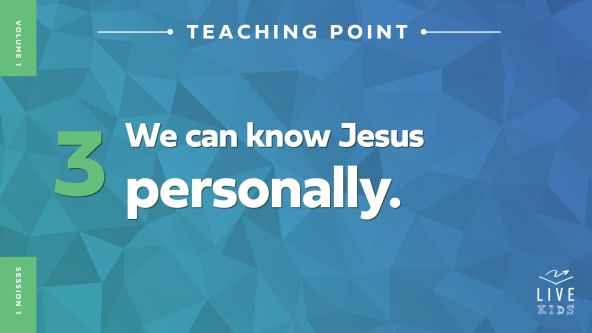 VOLUME 1
TEACHING POINT
3
We can know Jesus
personally.
SESSION 1
LIVE
KIDS